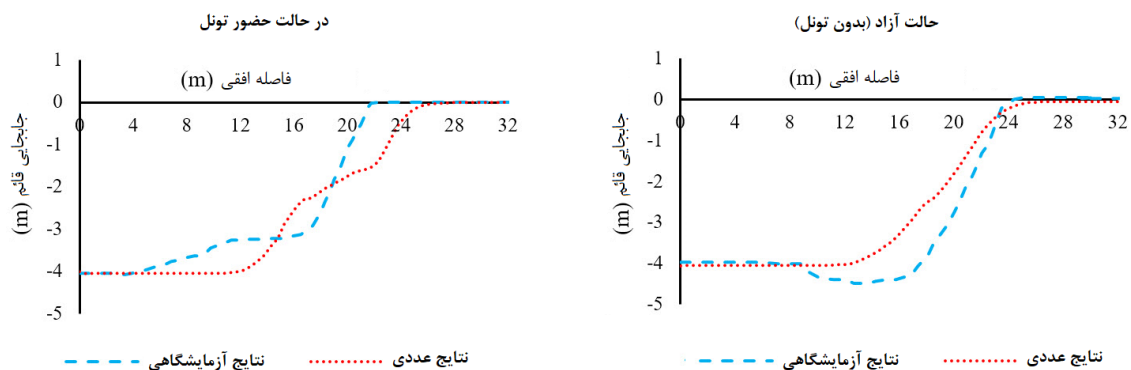 حالت آزاد (بدون تونل)
1
فاصله افقی (m)
0
0 4 8 12 16 20 24 28 32
-1
-2
-3
-4
-5
جابجایی قائم (m)
نتایج آزمایشگاهی
نتایج عددی
در حالت حضور تونل
1
فاصله افقی (m)
0
0 4 8 12 16 20 24 28 32
-1
-2
-3
-4
-5
جابجایی قائم (m)
نتایج آزمایشگاهی
نتایج عددی